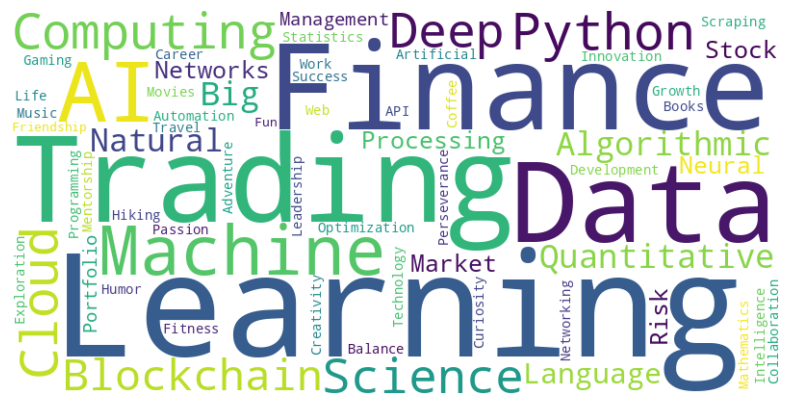 Computing
Management
Deep
Python
Scraping
Statistics
Stock
Gaming
Career
Finance
Artificial
Innovation
AI
Networks
Work
Success
Life
Movies
Big
Coffee
Growth
Music
Web
API
Books
Friendship
Automation
Travel
Fun
Natural
Processing
Algorithmic
Trading
Programming
Mentorship
Adventure
Leadership
Perseverance
Data
Development
Neural
Hiking
Passion
Optimization
Cloud
Exploration
Portfolio
Machine
Market
Quantitative
Learning
Humor
Creativity
Technology
Curiosity
Networking
Risk
Mathematics
Intelligence
Collaboration
Fitness
Balance
Blockchain
Science
Language